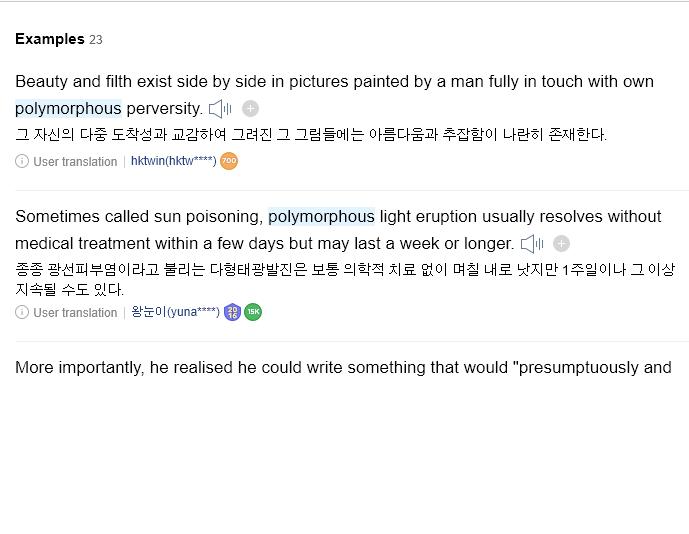 Examples 23
Beauty and filth exist side by side in pictures painted by a man fully in touch with own
polymorphous perversity.
그 자신의 다중 도착성과 교감하여 그려진 그 그림들에는 아름다움과 추잡함이 나란히 존재한다.
User translation | hktwin(hktw****) 700
Sometimes called sun poisoning, polymorphous light eruption usually resolves without
medical treatment within a few days but may last a week or longer.
종종 광선피부염이라고 불리는 다형태광발진은 보통 의학적 치료 없이 며칠 내로 낫지만 1주일이나 그 이상
지속될 수도 있다.
User translation | 왕눈이(yuna****) 2016 15K
More importantly, he realised he could write something that would "presumptuously and